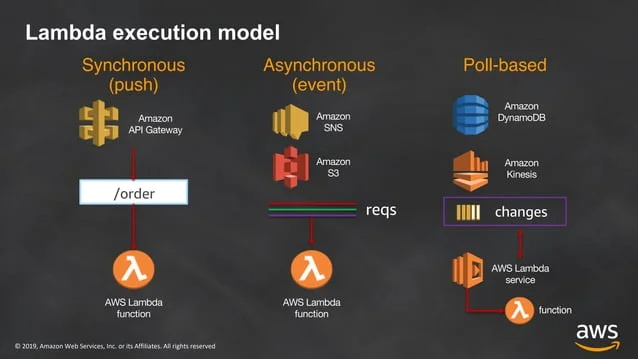 Lambda execution model
Synchronous
(push)
Amazon
API Gateway
/order
AWS Lambda
function
Asynchronous
(event)
Amazon
SNS
Amazon
S3
reqs
AWS Lambda
function
Poll-based
Amazon
DynamoDB
Amazon
Kinesis
changes
AWS Lambda
service
function
© 2019, Amazon Web Services, Inc. or its Affiliates. All rights reserved
aws